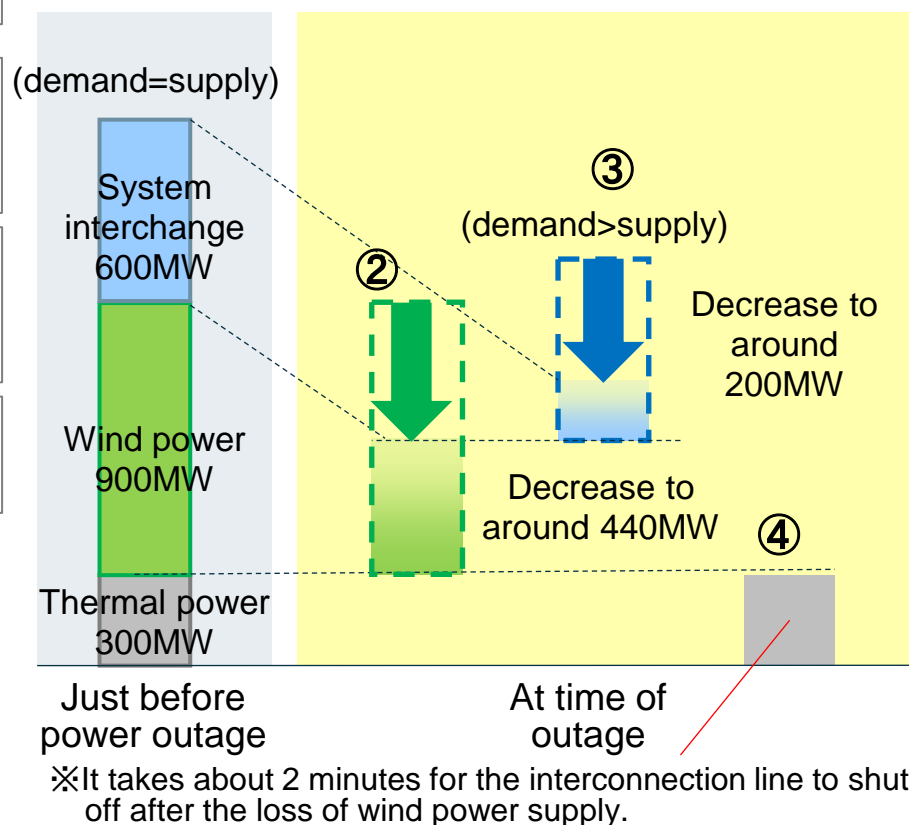 (demand=supply)
System
interchange
600MW
Wind power
900MW
Thermal power
300MW
Just before
power outage
②
③
(demand>supply)
Decrease to
around
200MW
Decrease to
around 440MW
④
At time of
outage
※It takes about 2 minutes for the interconnection line to shut
off after the loss of wind power supply.